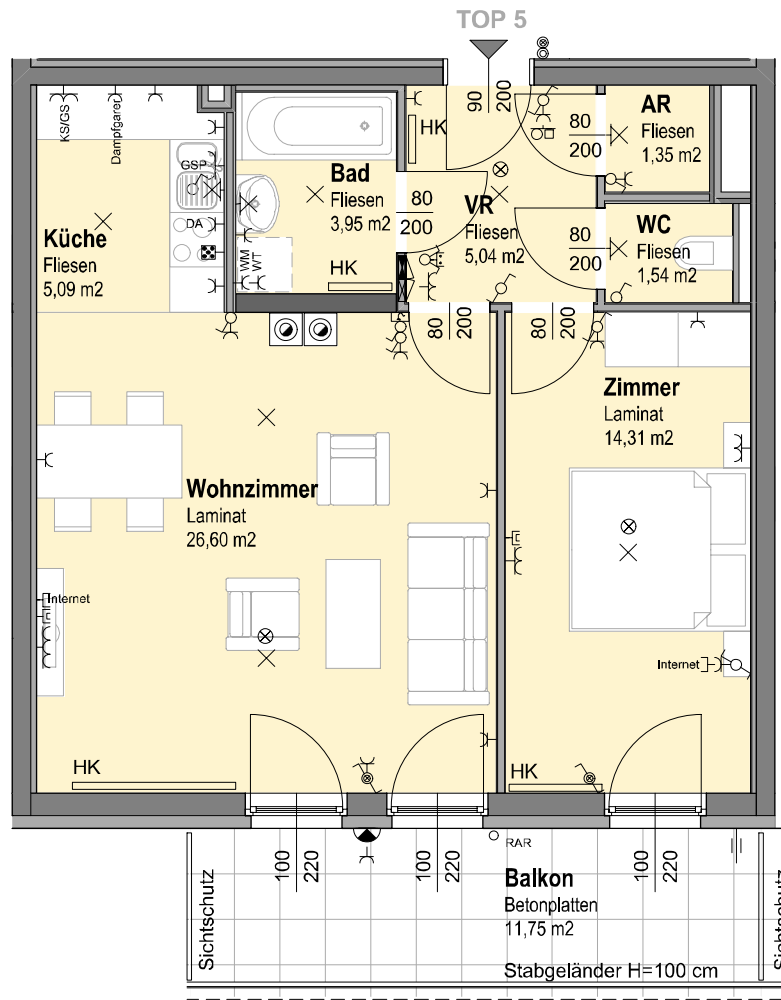 TOP 5
KS/GS
Dampfgarer
90
200
HK
80
200
AR
Fliesen
1,35 m2
GSP
Bad
Fliesen
3,95 m2
80
200
VR
Fliesen
5,04 m2
80
200
WC
Fliesen
1,54 m2
Küche
Fliesen
5,09 m2
DA
WM
WT
HK
80
200
80
200
Zimmer
Laminat
14,31 m2
Wohnzimmer
Laminat
26,60 m2
Internet
Internet
HK
HK
100
220
100
220
100
220
RAR
Sichtschutz
Balkon
Betonplatten
11,75 m2
Stabgeländer H=100 cm
Sichtschutz